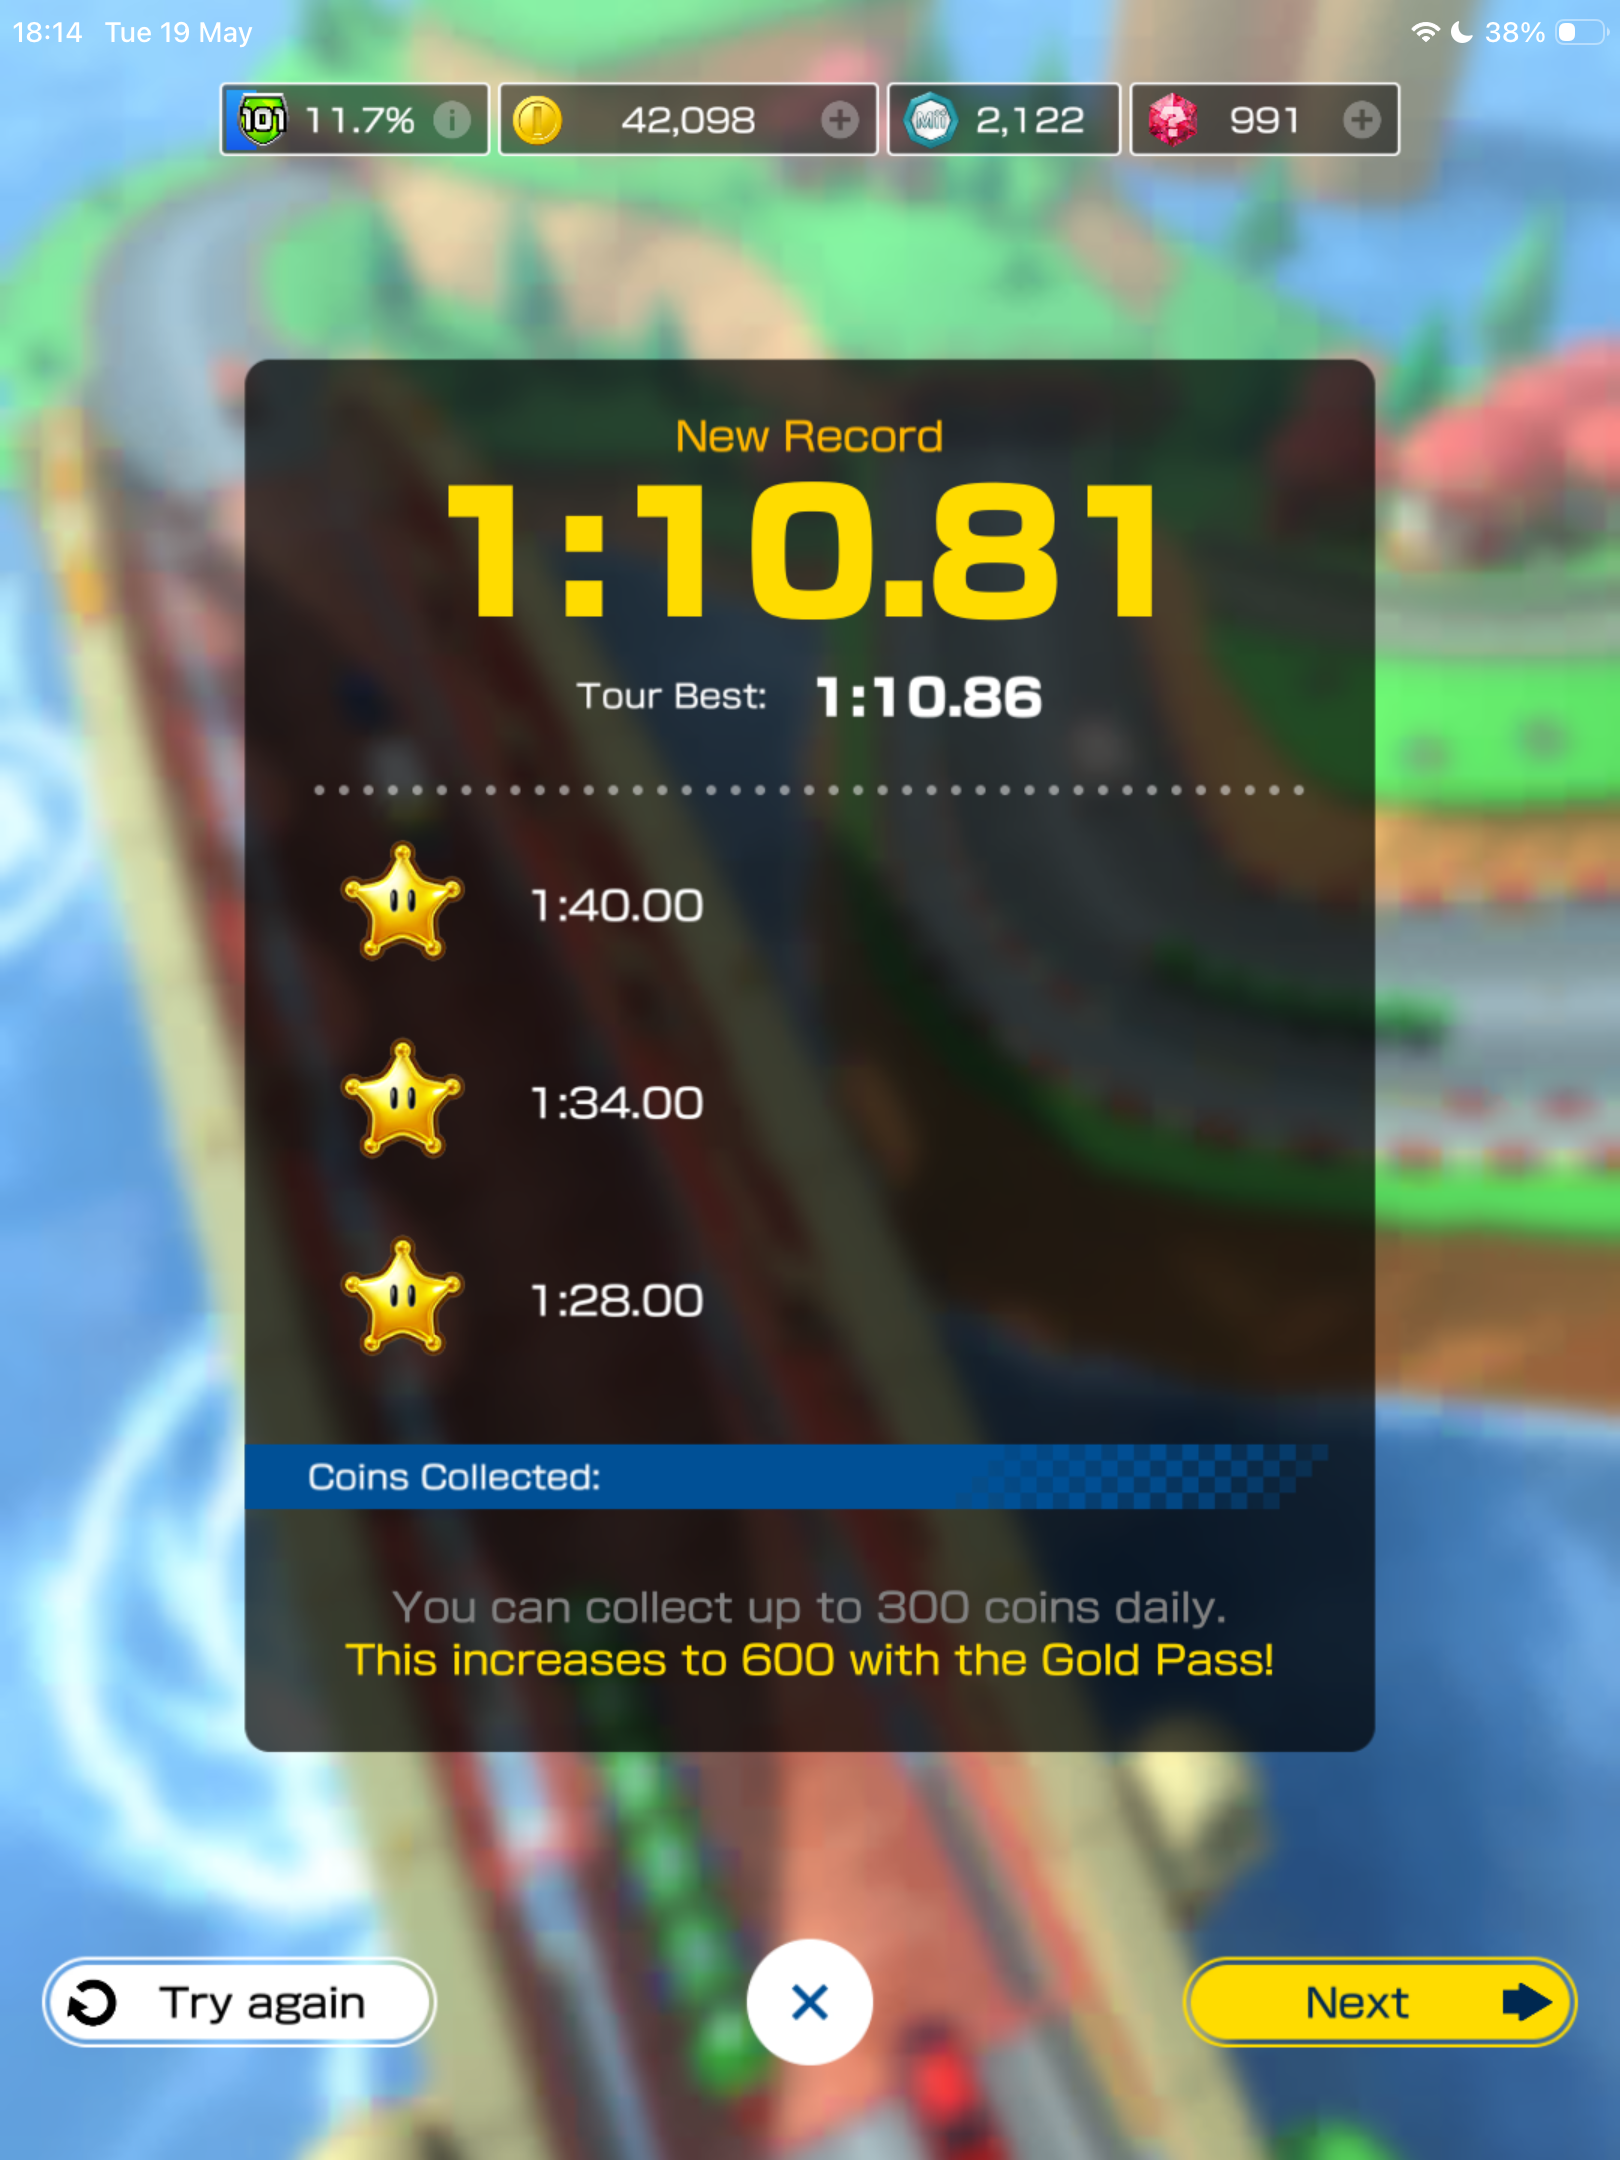 18:14 Tue 19 May 38%
101 11.7% i 42,098 + Mii 2,122 ? 991 +
New Record
1:10.81
Tour Best: 1:10.86
1:40.00
1:34.00
1:28.00
Coins Collected:
You can collect up to 300 coins daily.
This increases to 600 with the Gold Pass!
Try again × Next